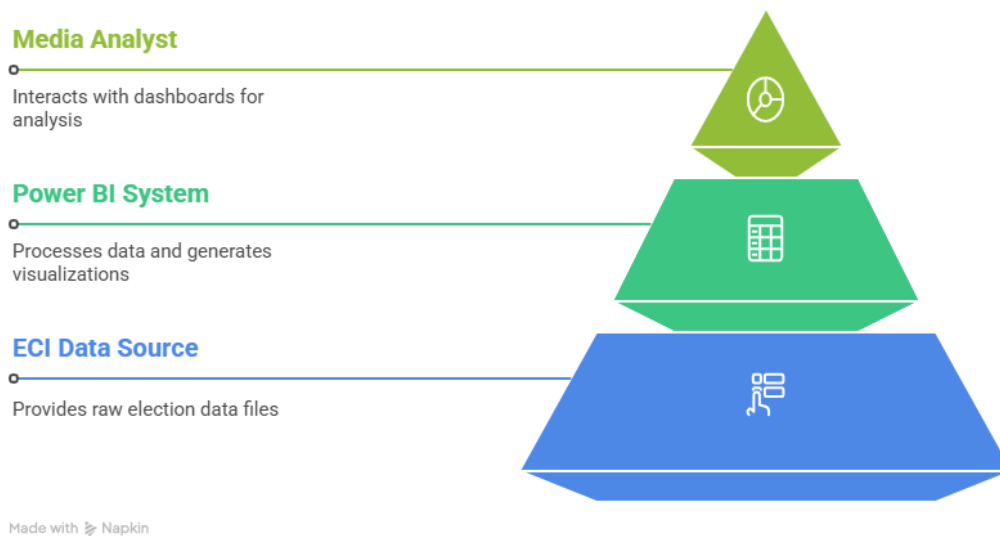 Media Analyst
Interacts with dashboards for
analysis
Power BI System
Processes data and generates
visualizations
ECI Data Source
Provides raw election data files
Made with Napkin